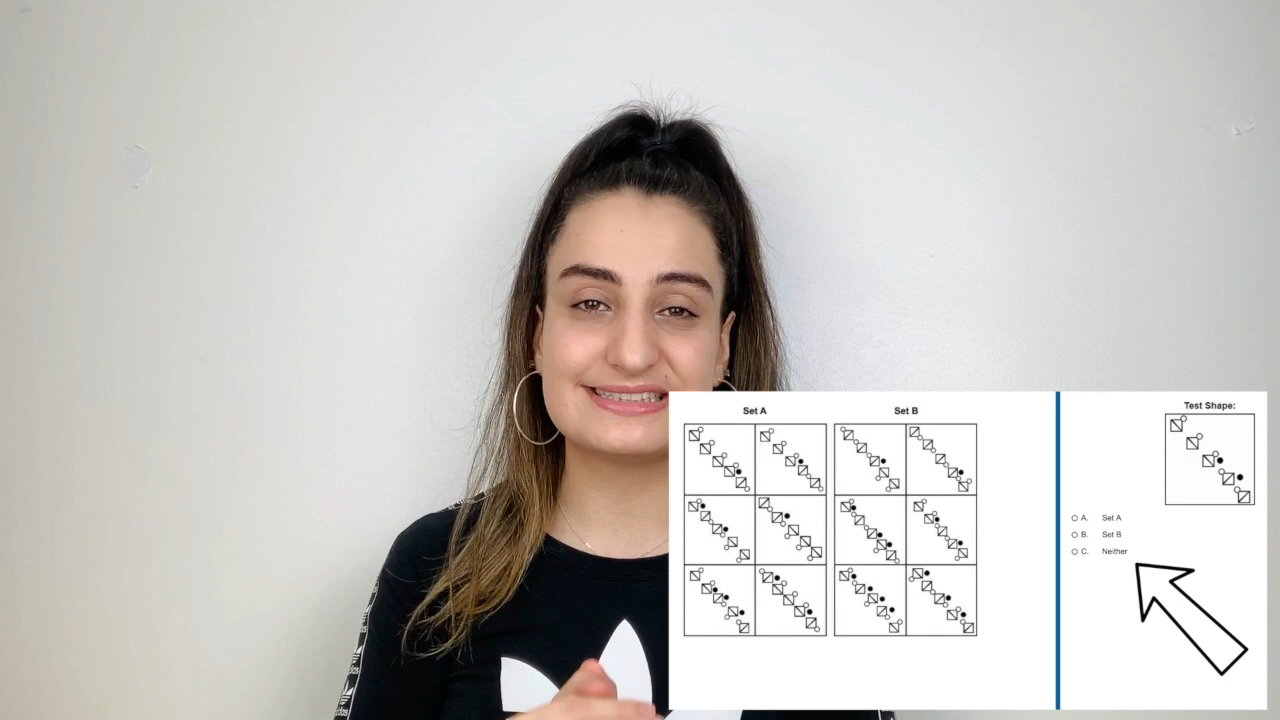 Set A
Set B
Test Shape:
A. Set A
B. Set B
C. Neither